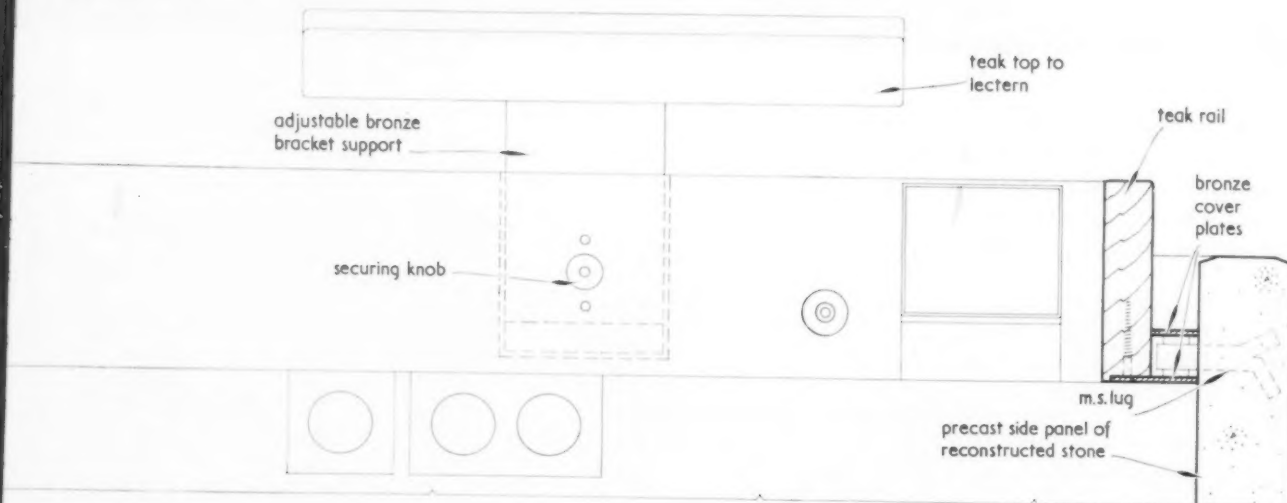 teak top to
lectern
adjustable bronze
bracket support
teak rail
bronze
cover
plates
securing knob
m.s.lug
precast side panel of
reconstructed stone